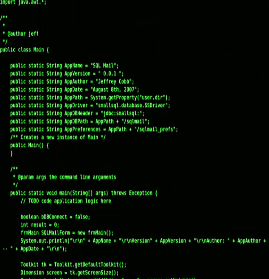 import java.awt.*;
/**
 *
 * @author jeff
 */
public class Main {
    public static String AppName = "SQL Mail";
    public static String AppVersion = " 0.0.1 ";
    public static String AppAuthor = "Jeffrey Cobb";
    public static String AppDate = "August 8th, 2007";
    public static String AppPath = System.getProperty("user.dir");
    public static String AppDriver = "smallsql.database.SSDriver";
    public static String AppDBHeader = "jdbc:smallsql:";
    public static String AppDBPath = AppPath + "/sqlmail";
    public static String AppPreferences = AppPath + "/sqlmail_prefs";
    /** Creates a new instance of Main */
    public Main() {
    }
    /**
     * @param args the command line arguments
     */
    public static void main(String[] args) throws Exception {
        // TODO code application logic here
        boolean bDBConnect = false;
        int result = 0;
        frmMain SQLMailForm = new frmMain();
        System.out.println("\r\n" + AppName + "\r\nVersion" + AppVersion + "\r\nAuthor: " + AppAuthor +
 " + AppDate + "\r\n");
        Toolkit tk = Toolkit.getDefaultToolkit();
        Dimension screen = tk.getScreenSize();